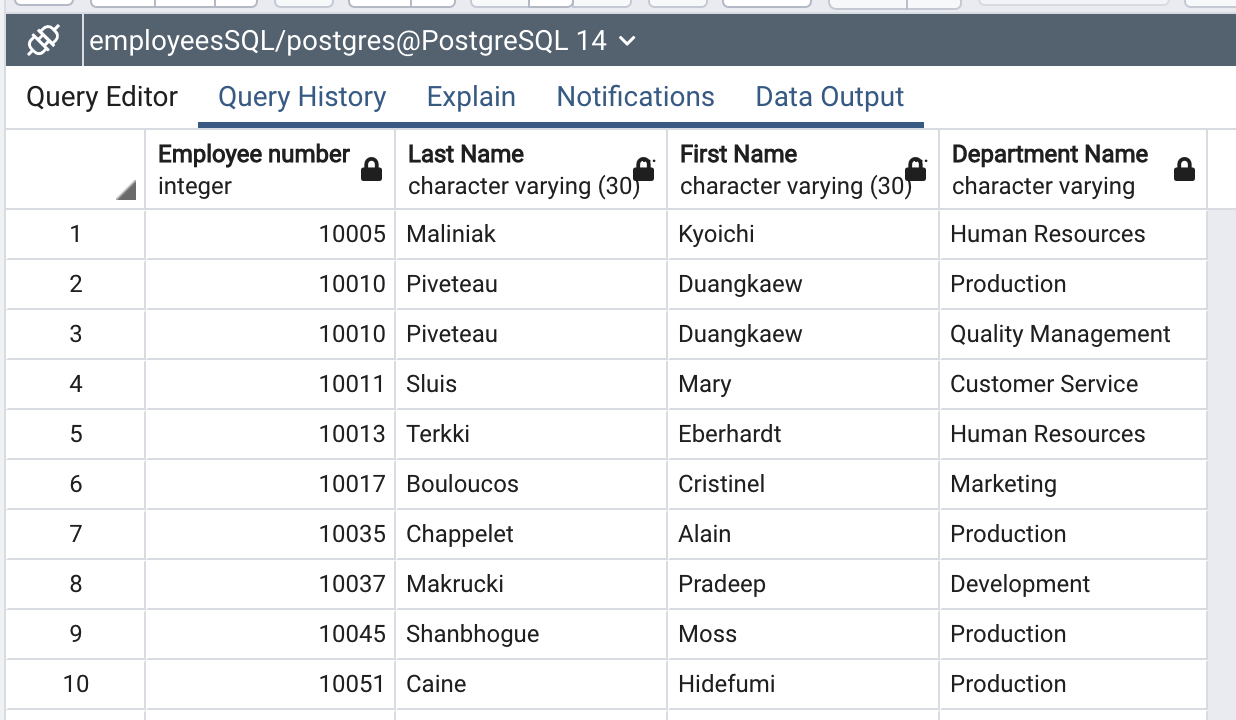 employeesSQL/postgres@PostgreSQL 14
Query Editor Query History Explain Notifications Data Output
Employee number Last Name First Name Department Name
integer character varying (30) character varying (30) character varying
1 10005 Maliniak Kyoichi Human Resources
2 10010 Piveteau Duangkaew Production
3 10010 Piveteau Duangkaew Quality Management
4 10011 Sluis Mary Customer Service
5 10013 Terkki Eberhardt Human Resources
6 10017 Bouloucos Cristinel Marketing
7 10035 Chappelet Alain Production
8 10037 Makrucki Pradeep Development
9 10045 Shanbhogue Moss Production
10 10051 Caine Hidefumi Production